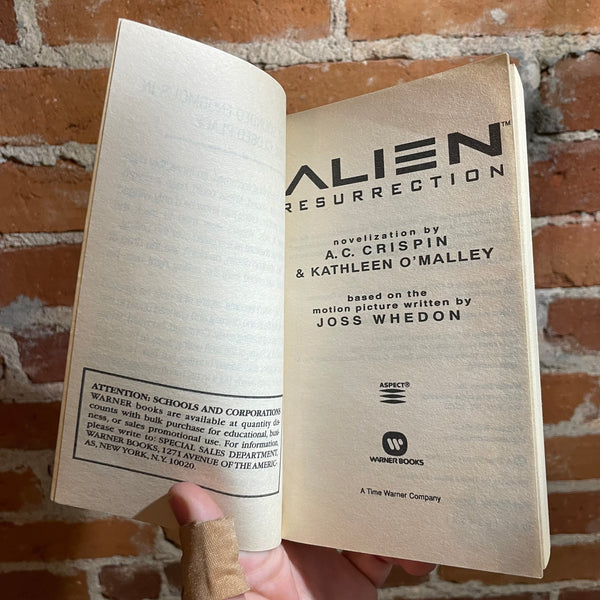 ATTENTION: SCHOOLS AND CORPORATIONS
WARNER books are available at quantity dis-
counts with bulk purchase for educational, busi-
ness, or sales promotional use. For information,
please write to: SPECIAL SALES DEPARTMENT,
WARNER BOOKS, 1271 AVENUE OF THE AMERIC-
AS, NEW YORK, N.Y. 10020.
ALIEN™
RESURRECTION
novelization by
A.C. CRISPIN
& KATHLEEN O'MALLEY
based on the
motion picture written by
JOSS WHEDON
ASPECT®
W
WARNER BOOKS
A Time Warner Company